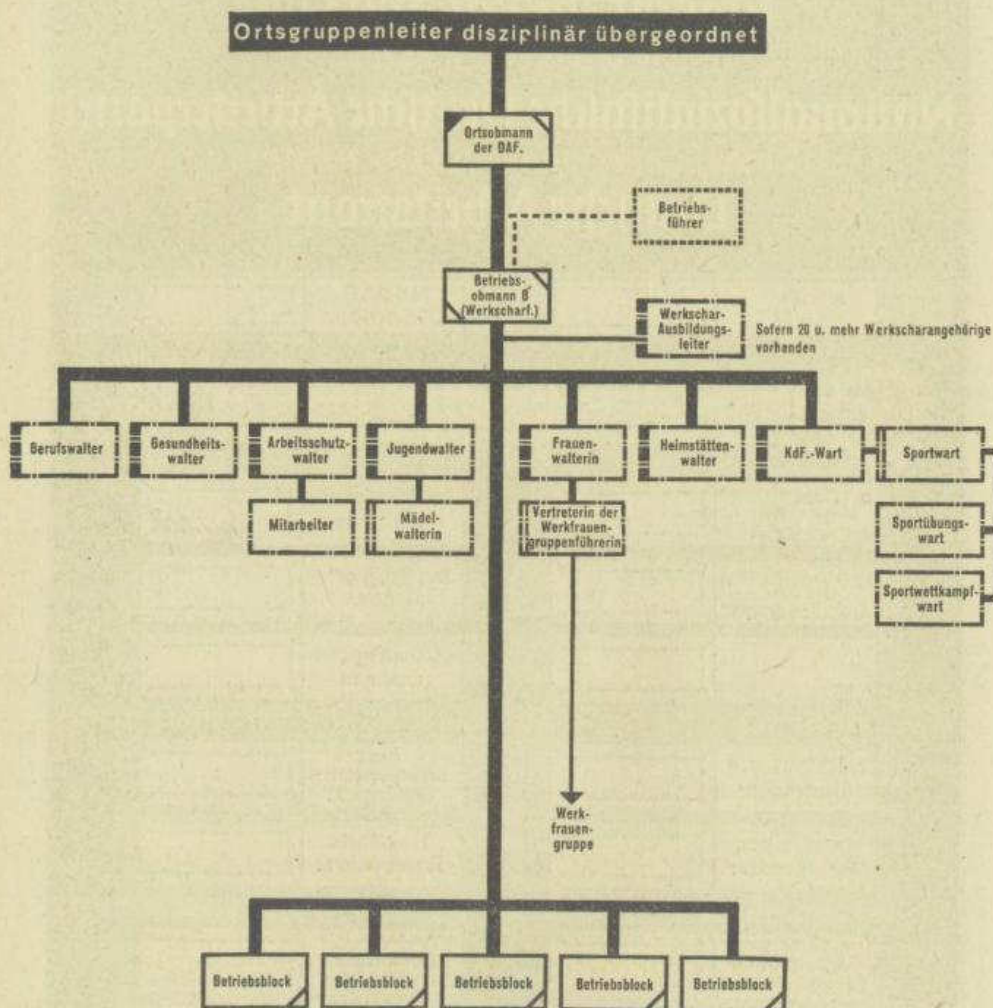 Ortsgruppenleiter disziplinär übergeordnet
Ortsobmann
der DAF.
Betriebs-
führer
Betriebs-
obmann B
(Werkscharf.)
Werkschar-
Ausbildungs-
leiter
Sofern 20 u. mehr Werkscharangehörige
vorhanden
Berufswalter
Gesundheits-
walter
Arbeitsschutz-
walter
Jugendwalter
Frauen-
walterin
Heimstätten-
walter
KdF.-Wart
Sportwart
Mitarbeiter
Mädel-
walterin
Vertreterin der
Werkfrauen-
gruppenführerin
Sportübungs-
wart
Sportwettkampf-
wart
Werk-
frauen-
gruppe
Betriebsblock
Betriebsblock
Betriebsblock
Betriebsblock
Betriebsblock